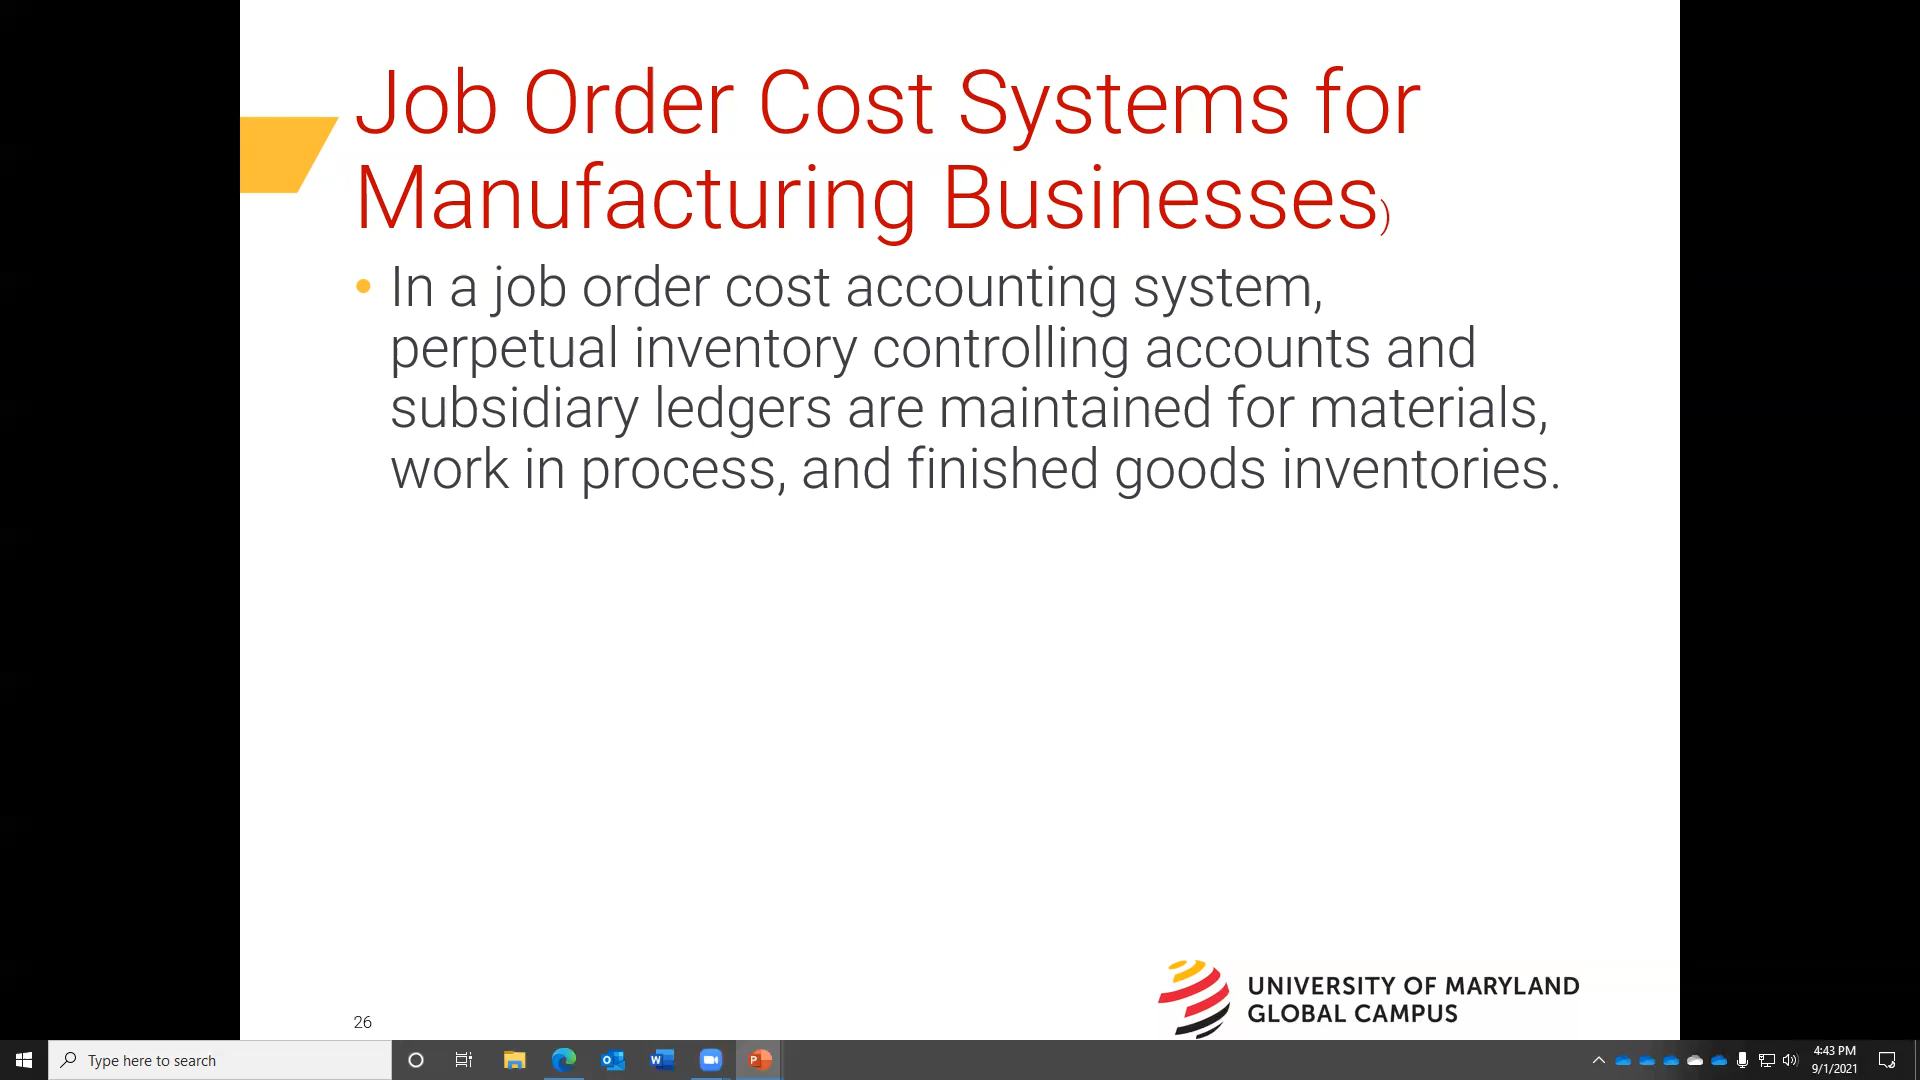 Job Order Cost Systems for
Manufacturing Businesses)
• In a job order cost accounting system,
perpetual inventory controlling accounts and
subsidiary ledgers are maintained for materials,
work in process, and finished goods inventories.
UNIVERSITY OF MARYLAND
GLOBAL CAMPUS
26
Type here to search
4:43 PM
9/1/2021